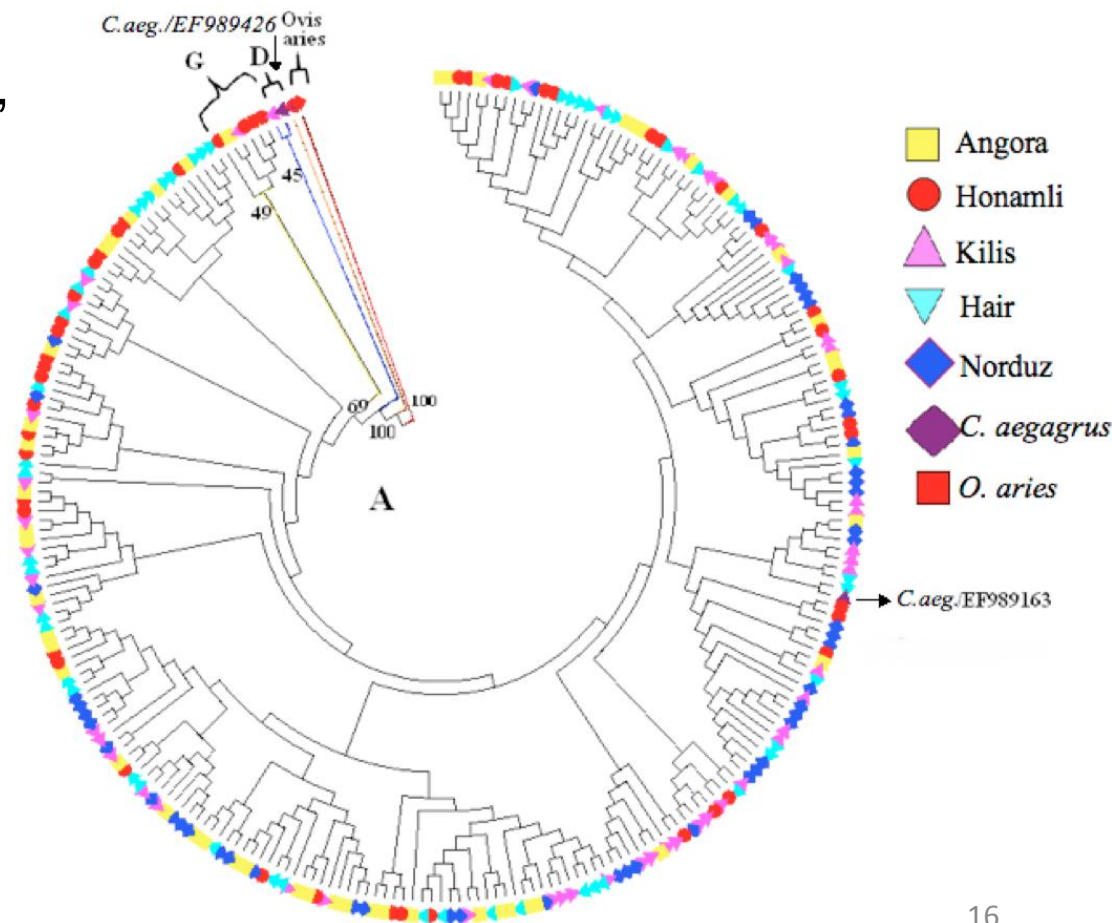 ,
C.aeg./EF989426
Ovis
aries
G
D
45
49
69
100
100
A
Angora
Honamli
Kilis
Hair
Norduz
C. aegagrus
O. aries
C.aeg./EF989163
16